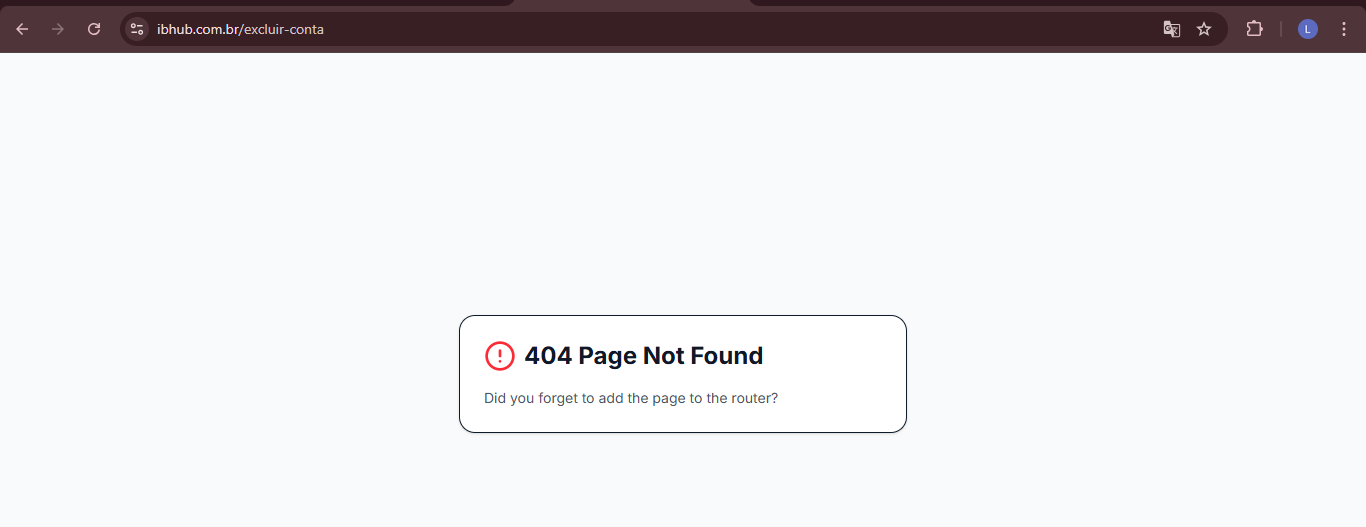 ibhub.com.br/excluir-conta
L
404 Page Not Found
Did you forget to add the page to the router?